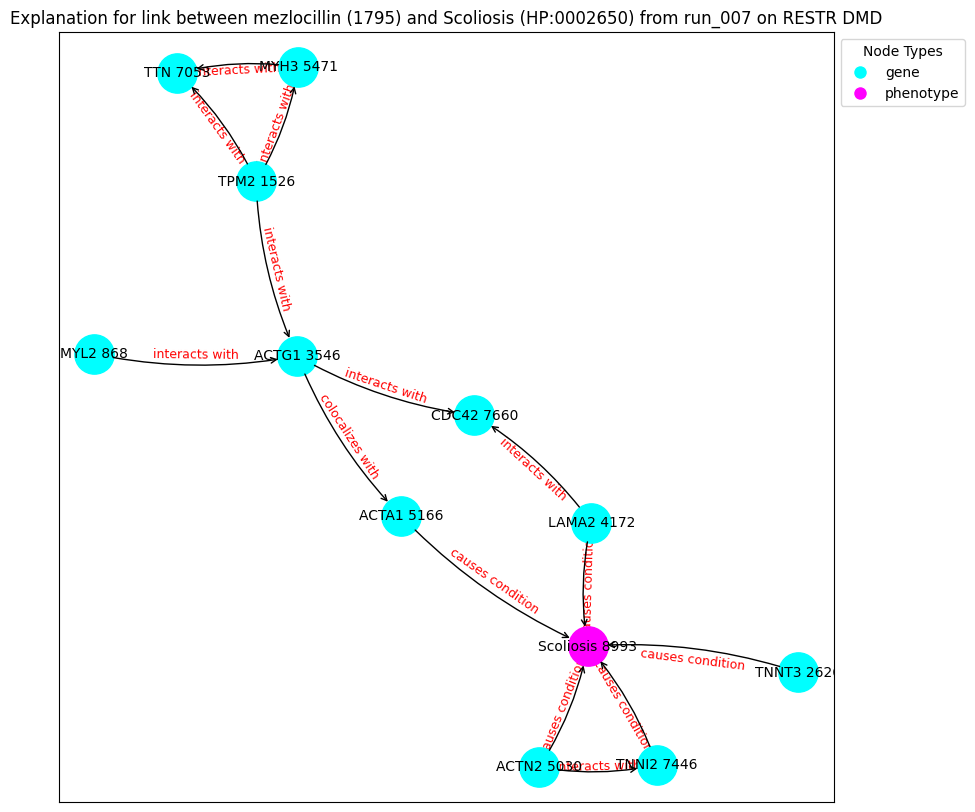 Explanation for link between mezlocillin (1795) and Scoliosis (HP:0002650) from run_007 on RESTR DMD
Node Types
gene
phenotype
TTN 7053
interacts with
MYH3 5471
interacts with
interacts with
TPM2 1526
interacts with
MYL2 868
interacts with
ACTG1 3546
interacts with
colocalizes with
CDC42 7660
interacts with
ACTA1 5166
LAMA2 4172
causes condition
causes condition
Scoliosis 8993
causes condition
TNNT3 262
causes condition
causes condition
ACTN2 5030
interacts with
TNNI2 7446